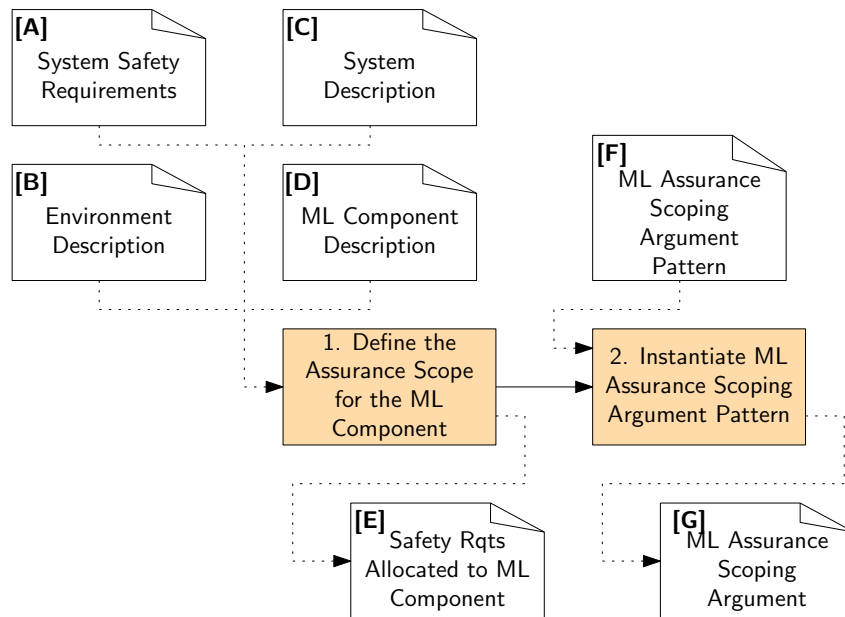 [A]
System Safety
Requirements
[C]
System
Description
[B]
Environment
Description
[D]
ML Component
Description
[F]
ML Assurance
Scoping
Argument
Pattern
1. Define the
Assurance Scope
for the ML
Component
2. Instantiate ML
Assurance Scoping
Argument Pattern
[E]
Safety Rqts
Allocated to ML
Component
[G]
ML Assurance
Scoping
Argument